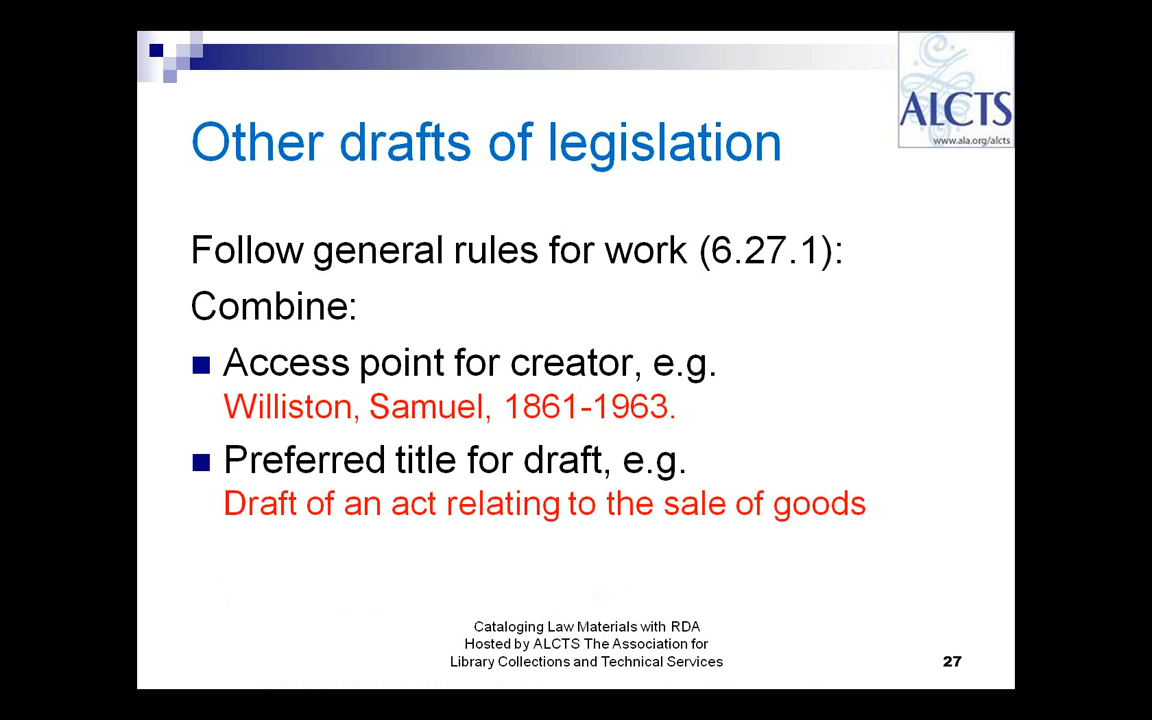 ALCTS
www.ala.org/alcts
Other drafts of legislation
Follow general rules for work (6.27.1):
Combine:
Access point for creator, e.g.
Williston, Samuel, 1861-1963.
Preferred title for draft, e.g.
Draft of an act relating to the sale of goods
Cataloging Law Materials with RDA
Hosted by ALCTS The Association for
Library Collections and Technical Services
27